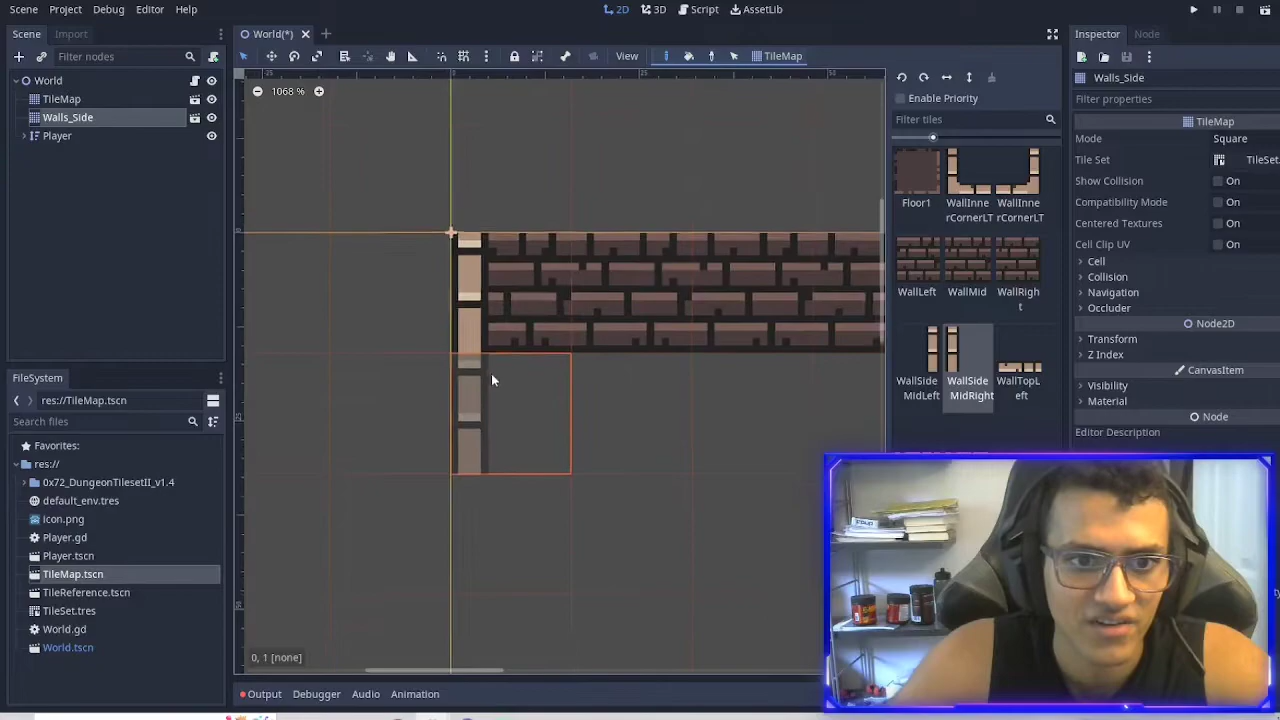 Scene Project Debug Editor Help
2D 3D Script AssetLib
Scene Import
World(*)
Inspector Node
Filter nodes
View
TileMap
World
TileMap
Walls_Side
Player
-25 0 25 50
1068 %
Enable Priority
Filter tiles
Floor1
WallInnerCornerLT
WallInnerCornerLT
WallLeft
WallMid
WallRight
WallSideMidLeft
WallSideMidRight
WallTopLeft
0, 1 [none]
Walls_Side
Filter properties
TileMap
Mode Square
Tile Set TileSet.
Show Collision On
Compatibility Mode On
Centered Textures On
Cell Clip UV On
Cell
Collision
Navigation
Occluder
Node2D
Transform
Z Index
CanvasItem
Visibility
Material
Node
Editor Description
FileSystem
res://TileMap.tscn
Search files
Favorites:
res://
0x72_DungeonTilesetII_v1.4
default_env.tres
icon.png
Player.gd
Player.tscn
TileMap.tscn
TileReference.tscn
TileSet.tres
World.gd
World.tscn
Output Debugger Audio Animation